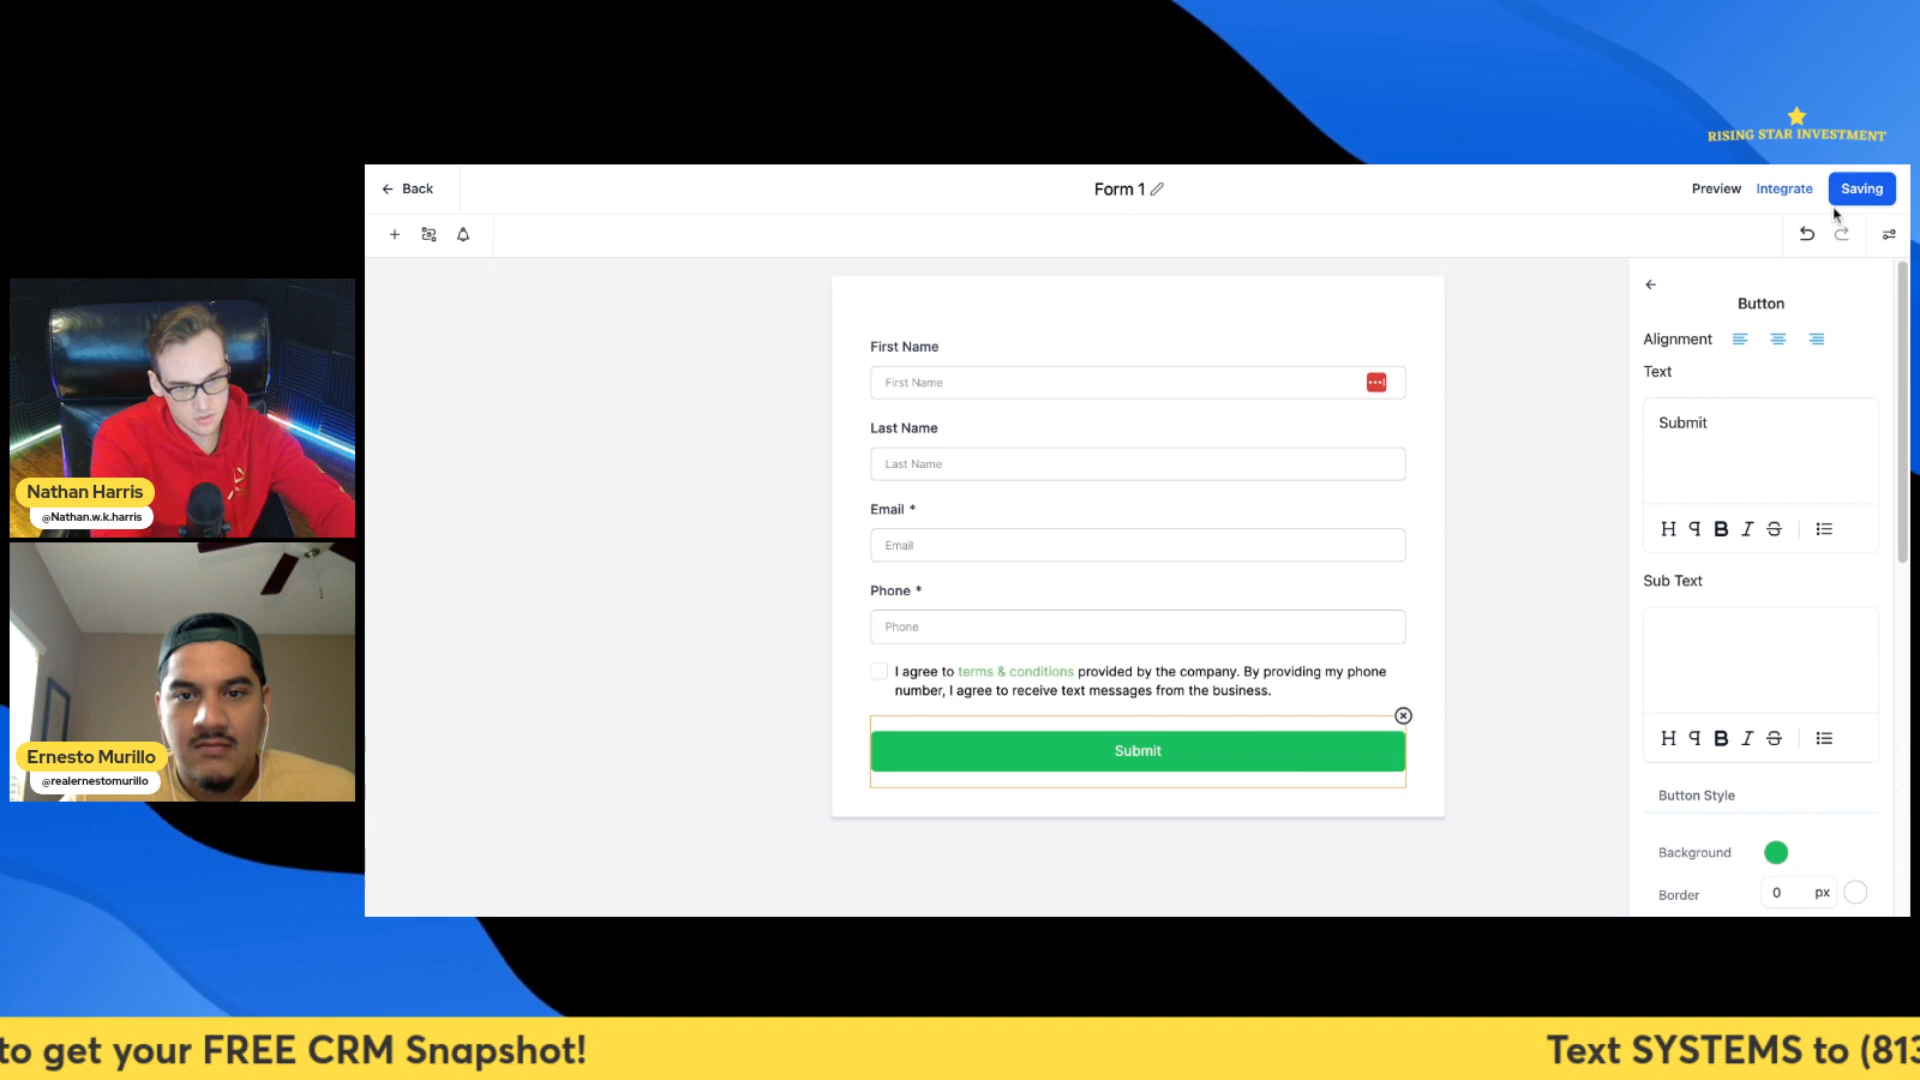 RISING STAR INVESTMENT
Back
Form 1
Preview
Integrate
Saving
Button
Alignment
Text
Submit
H B I S
Sub Text
H B I S
Button Style
Background
Border
0
px
First Name
First Name
Last Name
Last Name
Email *
Email
Phone *
Phone
I agree to terms & conditions provided by the company. By providing my phone
number, I agree to receive text messages from the business.
Submit
Nathan Harris
@Nathan.w.k.harris
Ernesto Murillo
@realernestomurillo
to get your FREE CRM Snapshot!
Text SYSTEMS to (813